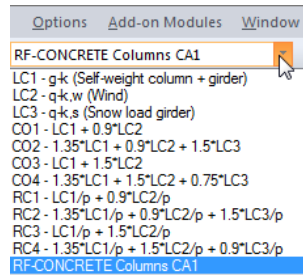 Options Add-on Modules Window
RF-CONCRETE Columns CA1
LC1 - g-k (Self-weight column + girder)
LC2 - q-k,w (Wind)
LC3 - q-k,s (Snow load girder)
CO1 - LC1 + 0.9*LC2
CO2 - 1.35*LC1 + 0.9*LC2 + 1.5*LC3
CO3 - LC1 + 1.5*LC2
CO4 - 1.35*LC1 + 1.5*LC2 + 0.75*LC3
RC1 - LC1/p + 0.9*LC2/p
RC2 - 1.35*LC1/p + 0.9*LC2/p + 1.5*LC3/p
RC3 - LC1/p + 1.5*LC2/p
RC4 - 1.35*LC1/p + 1.5*LC2/p + 0.9*LC3/p
RF-CONCRETE Columns CA1